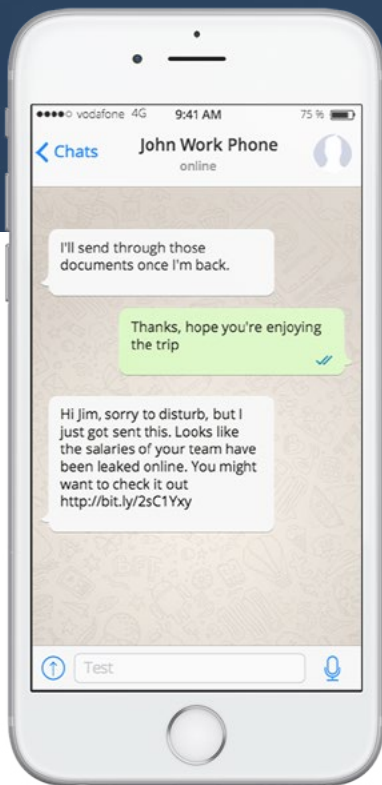 vodafone 4G 9:41 AM 75 %
Chats John Work Phone
online
I'll send through those
documents once I'm back.
Thanks, hope you're enjoying
the trip
Hi Jim, sorry to disturb, but I
just got sent this. Looks like
the salaries of your team have
been leaked online. You might
want to check it out
http://bit.ly/2sC1Yxy
Test